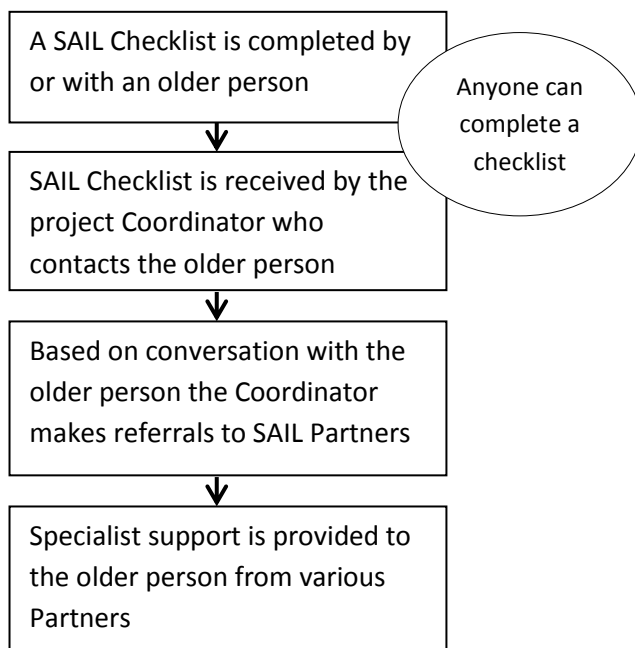 A SAIL Checklist is completed by
or with an older person
Anyone can
complete a
checklist
SAIL Checklist is received by the
project Coordinator who
contacts the older person
Based on conversation with the
older person the Coordinator
makes referrals to SAIL Partners
Specialist support is provided to
the older person from various
Partners